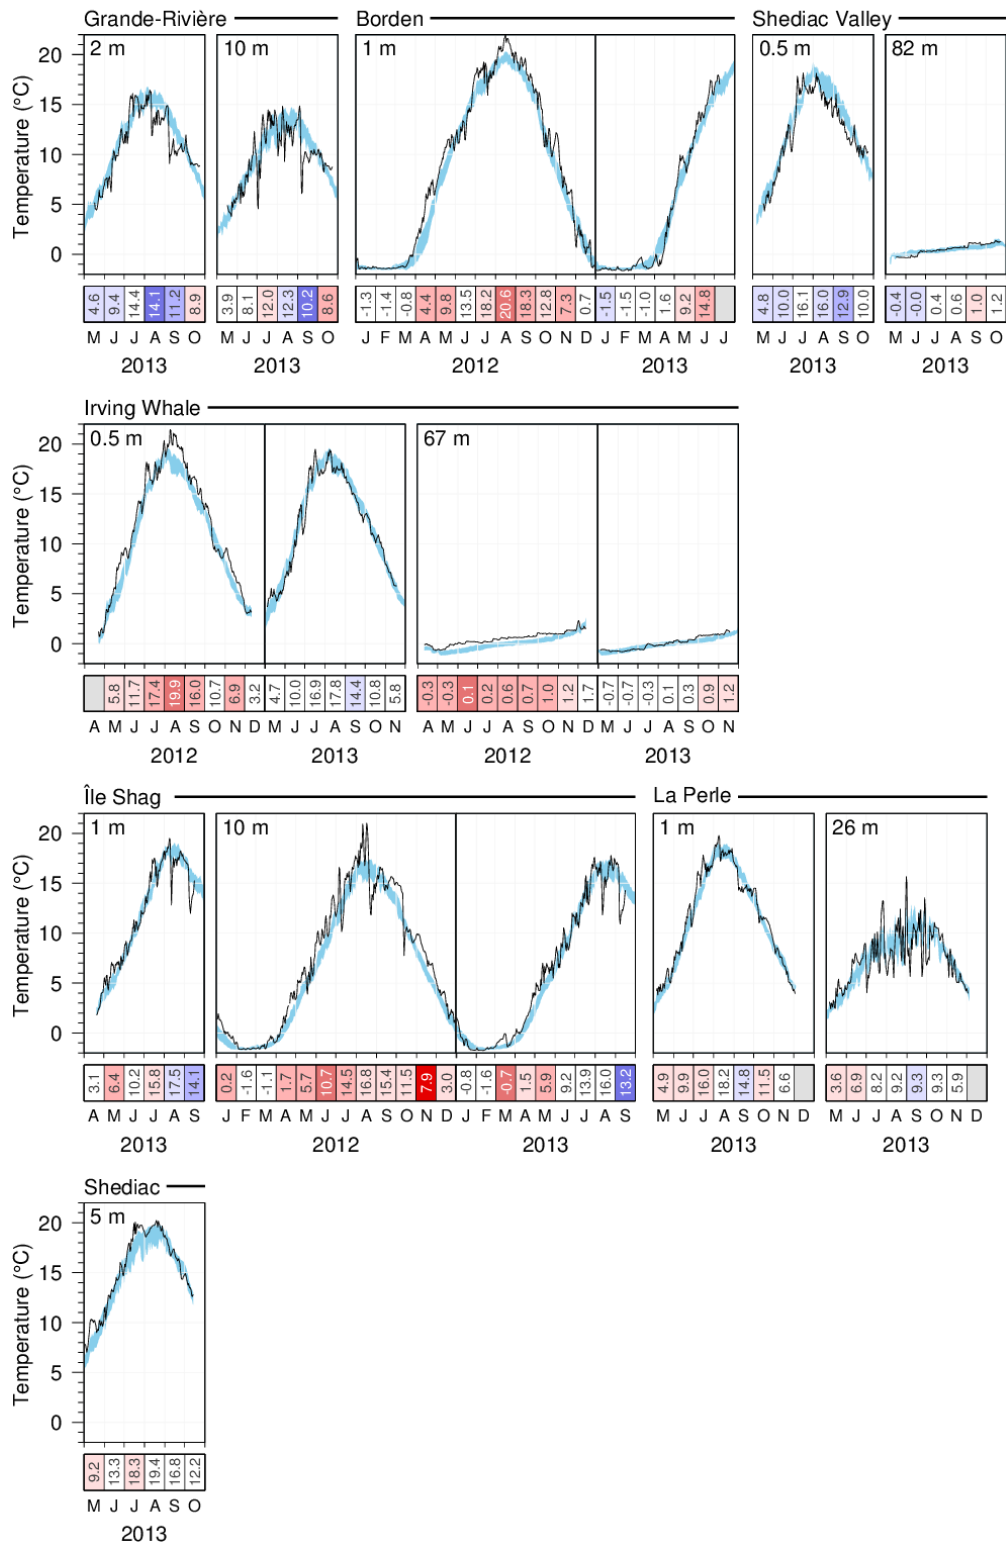 Grande-Rivière Borden Shediac Valley
2 m 10 m 1 m 0.5 m 82 m
Temperature (°C)
20
15
10
5
0
4.6 9.4 14.4 14.1 11.2 8.9 3.9 8.1 12.0 12.3 10.2 8.6 -1.3 -1.4 -0.8 4.4 9.8 13.5 18.2 20.6 18.3 12.8 7.3 0.7 -1.5 -1.5 -1.0 1.6 9.2 14.8 4.8 10.0 16.1 16.0 12.9 10.0 -0.4 -0.0 0.4 0.6 1.0 1.2
M J J A S O M J J A S O J F M A M J J A S O N D J F M A M J J M J J A S O M J J A S O
2013 2013 2012 2013 2013 2013
Irving Whale
0.5 m 67 m
Temperature (°C)
20
15
10
5
0
5.8 11.7 17.4 19.9 16.0 10.7 6.9 3.2 4.7 10.0 16.9 17.8 14.4 10.8 5.8 -0.3 -0.3 0.1 0.2 0.6 0.7 1.0 1.2 1.7 -0.7 -0.7 -0.3 0.1 0.3 0.9 1.2
A M J J A S O N D M J J A S O N A M J J A S O N D M J J A S O N
2012 2013 2012 2013
Île Shag La Perle
1 m 10 m 1 m 26 m
Temperature (°C)
20
15
10
5
0
3.1 6.4 10.2 15.8 17.5 14.1 0.2 -1.6 -1.1 1.7 5.7 10.7 14.5 16.8 15.4 11.5 7.9 3.0 -0.8 -1.6 -0.7 1.5 5.9 9.2 13.9 16.0 13.2 4.9 9.9 16.0 18.2 14.8 11.5 6.6 3.6 6.9 8.2 9.2 9.3 9.3 5.9
A M J J A S J F M A M J J A S O N D J F M A M J J A S M J J A S O N D M J J A S O N D
2013 2012 2013 2013 2013
Shediac
5 m
Temperature (°C)
20
15
10
5
0
9.2 13.3 18.3 19.4 16.8 12.2
M J J A S O
2013